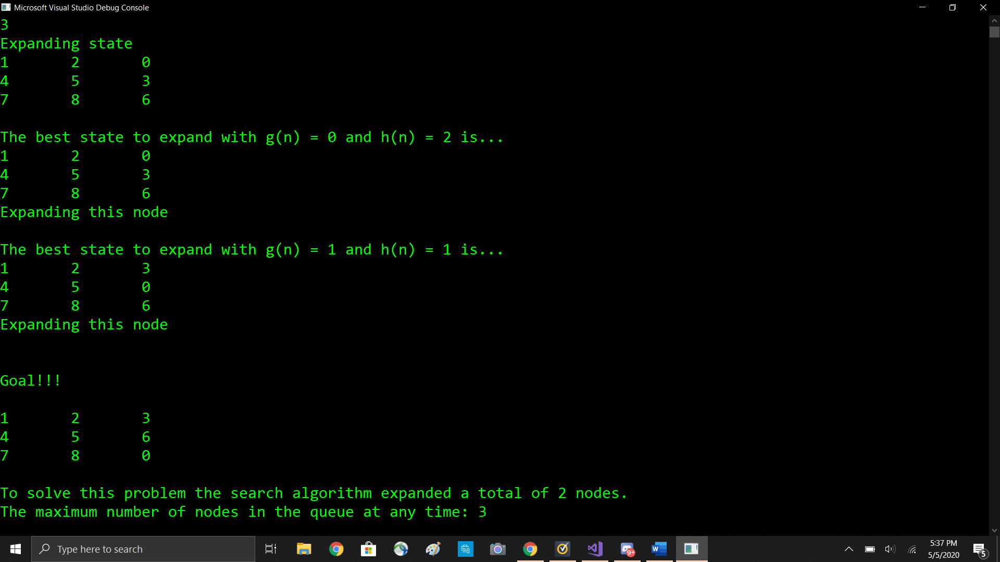 Microsoft Visual Studio Debug Console
3
Expanding state
1 2 0
4 5 3
7 8 6
The best state to expand with g(n) = 0 and h(n) = 2 is...
1 2 0
4 5 3
7 8 6
Expanding this node
The best state to expand with g(n) = 1 and h(n) = 1 is...
1 2 3
4 5 0
7 8 6
Expanding this node
Goal!!!
1 2 3
4 5 6
7 8 0
To solve this problem the search algorithm expanded a total of 2 nodes.
The maximum number of nodes in the queue at any time: 3
Type here to search
9+
W
5:37 PM
5/5/2020
5